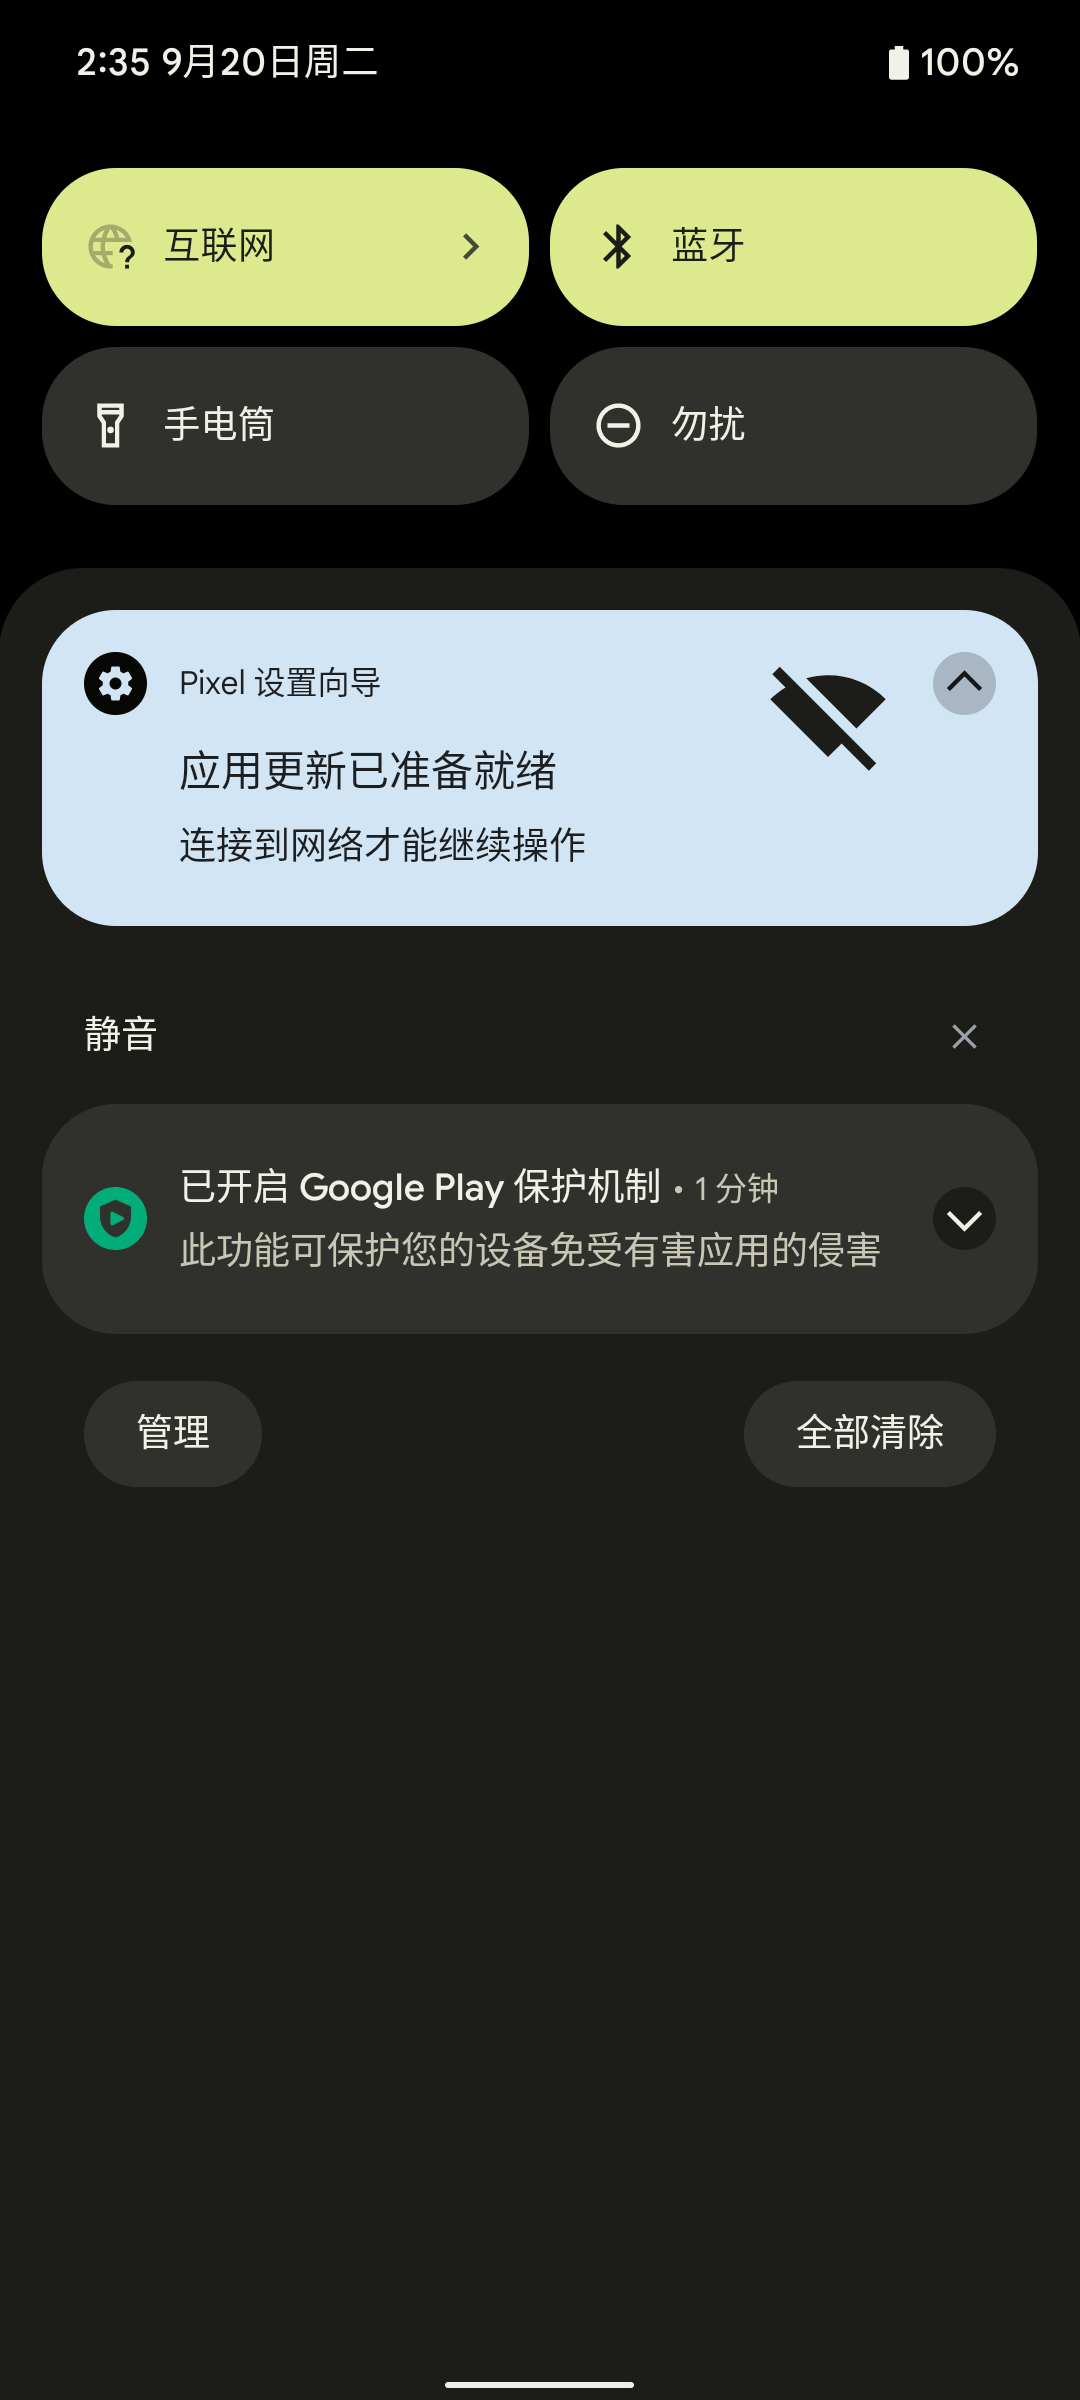 2:35 9月20日周二
100%
互联网
蓝牙
手电筒
勿扰
Pixel 设置向导
应用更新已准备就绪
连接到网络才能继续操作
静音
已开启 Google Play 保护机制 • 1 分钟
此功能可保护您的设备免受有害应用的侵害
管理
全部清除